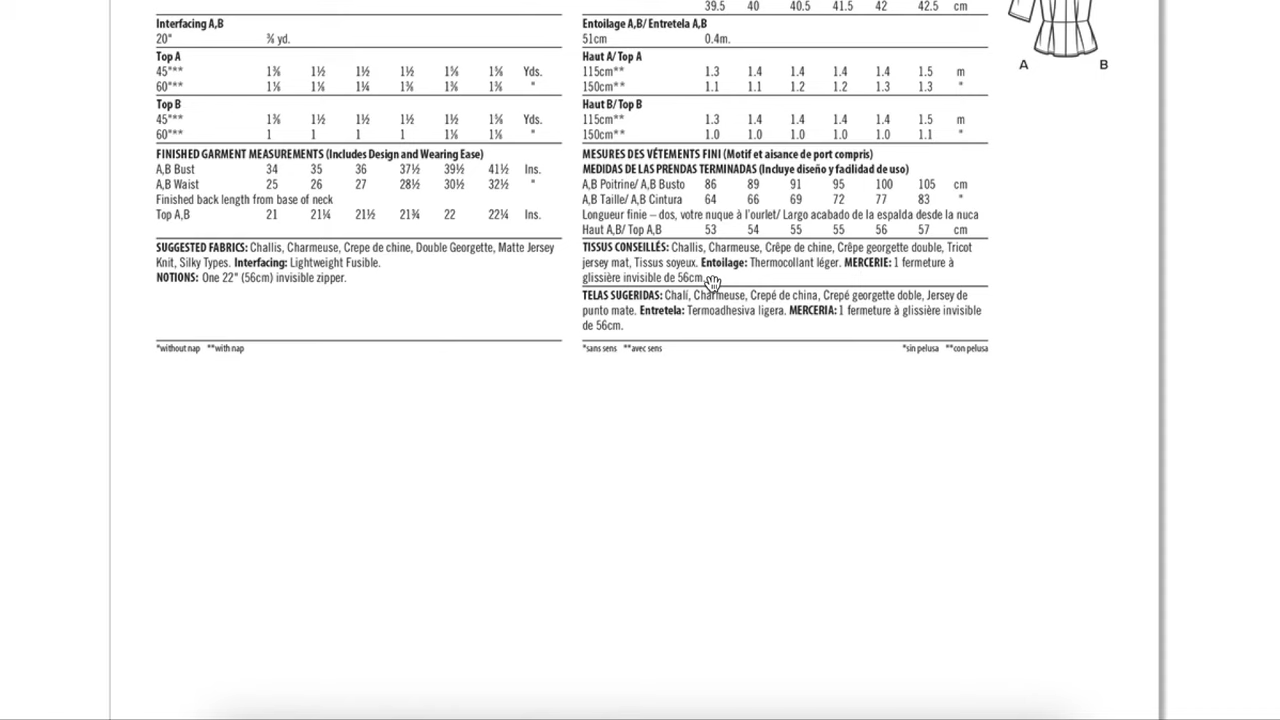 Interfacing A,B
20* ⅜ yd.
Top A
45*** 1⅜ 1½ 1½ 1½ 1⅝ 1⅝ Yds.
60*** 1⅛ 1⅛ 1¼ 1⅜ 1⅜ 1⅜ "
Top B
45*** 1⅜ 1½ 1½ 1½ 1½ 1⅝ Yds.
60*** 1 1 1 1 1⅛ 1⅛ "
FINISHED GARMENT MEASUREMENTS (Includes Design and Wearing Ease)
A,B Bust 34 35 36 37½ 39½ 41½ Ins.
A,B Waist 25 26 27 28½ 30½ 32½ "
Finished back length from base of neck
Top A,B 21 21¼ 21½ 21¾ 22 22¼ Ins.
SUGGESTED FABRICS: Challis, Charmeuse, Crepe de chine, Double Georgette, Matte Jersey
Knit, Silky Types. Interfacing: Lightweight Fusible.
NOTIONS: One 22" (56cm) invisible zipper.
*without nap **with nap
39.5 40 40.5 41.5 42 42.5 cm
Entoilage A,B/ Entretela A,B
51cm 0.4m.
Haut A/ Top A
115cm** 1.3 1.4 1.4 1.4 1.4 1.5 m
150cm** 1.1 1.1 1.2 1.2 1.3 1.3 "
Haut B/ Top B
115cm** 1.3 1.4 1.4 1.4 1.4 1.5 m
150cm** 1.0 1.0 1.0 1.0 1.0 1.1 "
MESURES DES VÉTEMENTS FINI (Motif et aisance de port compris)
MEDIDAS DE LAS PRENDAS TERMINADAS (Incluye diseño y facilidad de uso)
A,B Poitrine/ A,B Busto 86 89 91 95 100 105 cm
A,B Taille/ A,B Cintura 64 66 69 72 77 83 "
Longueur finie – dos, votre nuque à l'ourlet/ Largo acabado de la espalda desde la nuca
Haut A,B/ Top A,B 53 54 55 55 56 57 cm
TISSUS CONSEILLÉS: Challis, Charmeuse, Crêpe de chine, Crêpe georgette double, Tricot
jersey mat, Tissus soyeux. Entoilage: Thermocollant léger. MERCERIE: 1 fermeture à
glissière invisible de 56cm.
TELAS SUGERIDAS: Chalí, Charmeuse, Crepé de china, Crepé georgette doble, Jersey de
punto mate. Entretela: Termoadhesiva ligera. MERCERIA: 1 fermeture à glissière invisible
de 56cm.
*sans sens **avec sens *sin pelusa **con pelusa
A B